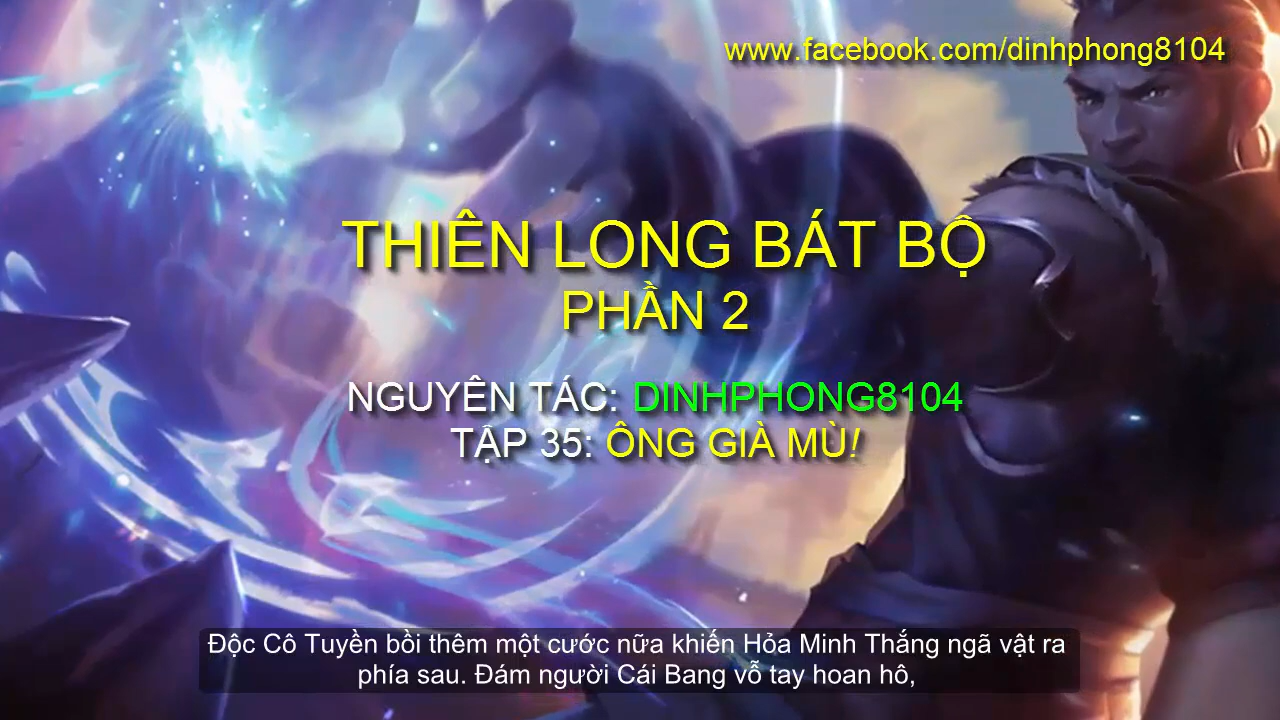 www.facebook.com/dinhphong8104
THIÊN LONG BÁT BỘ
PHẦN 2
NGUYÊN TÁC: DINHPHONG8104
TẬP 35: ÔNG GIÀ MÙ!
Độc Cô Tuyền bồi thêm một cước nữa khiến Hỏa Minh Thắng ngã vật ra
phía sau. Đám người Cái Bang vỗ tay hoan hô,